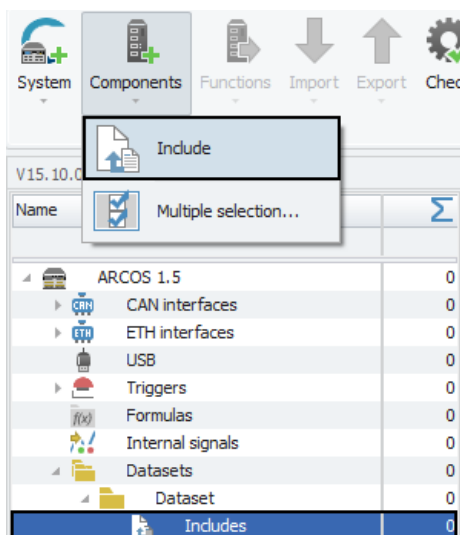 System Components Functions Import Export Chec
Include
V15.10.0
Multiple selection...
Name Σ
ARCOS 1.5 0
CAN CAN interfaces 0
ETH ETH interfaces 0
USB 0
Triggers 0
f(x) Formulas 0
Internal signals 0
Datasets 0
Dataset 0
Includes 0